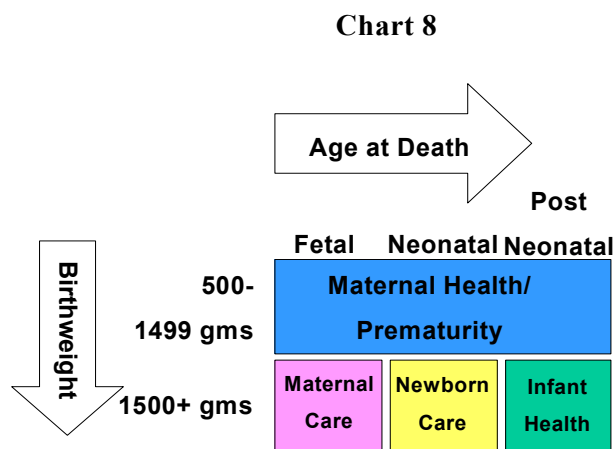 Chart 8
Age at Death
Post
Fetal Neonatal Neonatal
Birthweight
500-
1499 gms
Maternal Health/
Prematurity
1500+ gms
Maternal
Care
Newborn
Care
Infant
Health